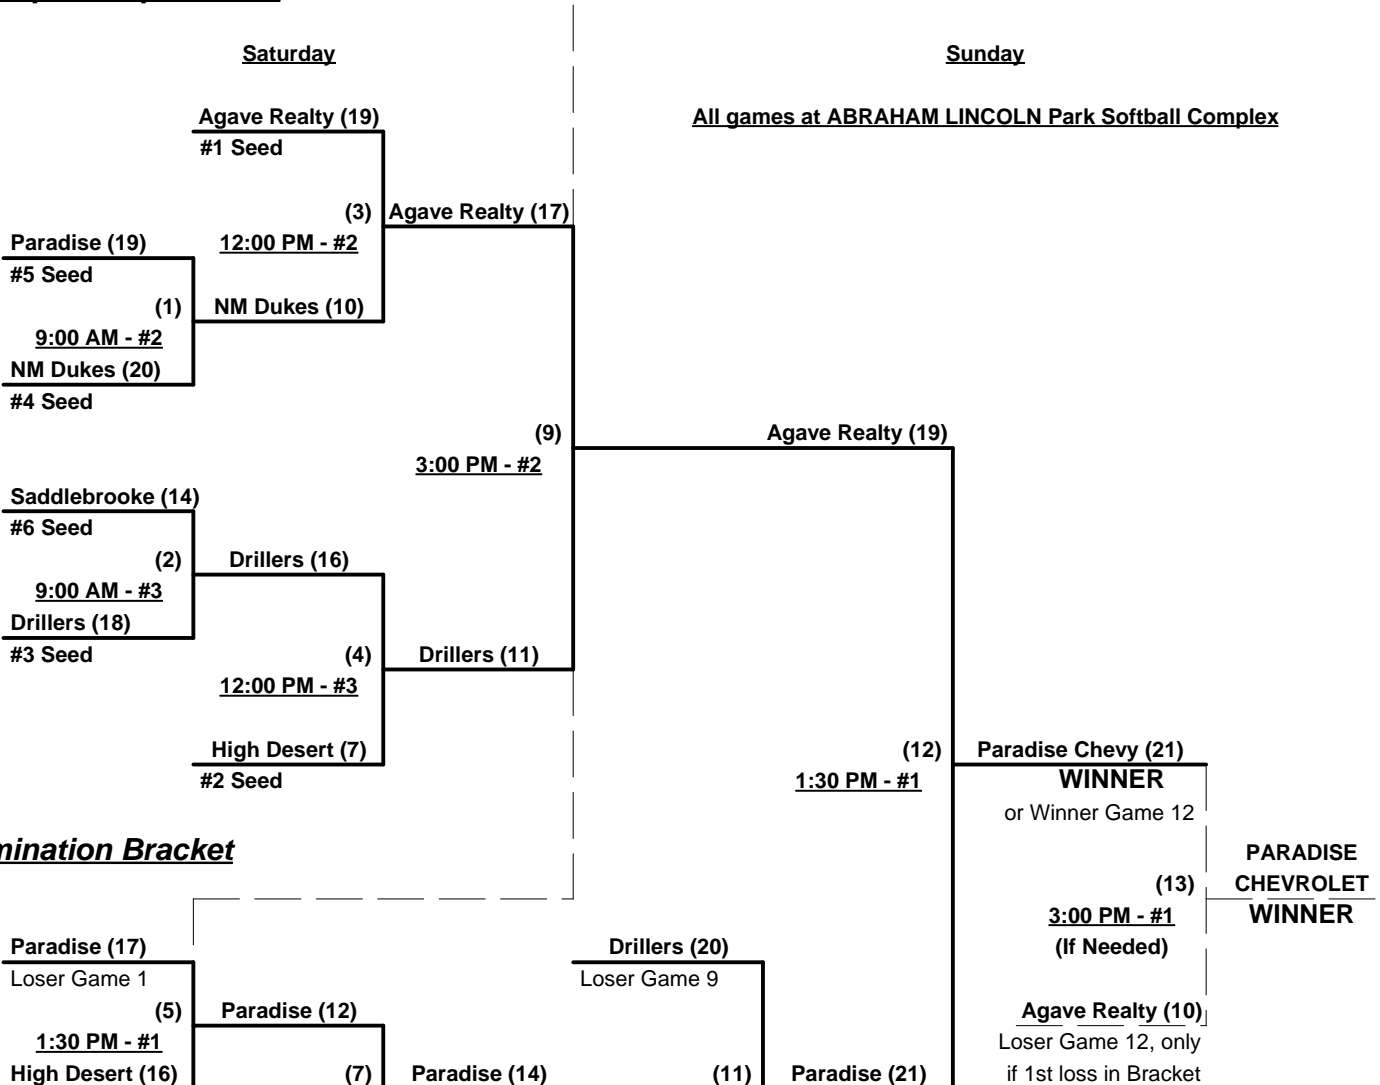 Saturday
Sunday
Agave Realty (19)
All games at ABRAHAM LINCOLN Park Softball Complex
#1 Seed
(3)
Agave Realty (17)
Paradise (19)
12:00 PM - #2
#5 Seed
(1)
NM Dukes (10)
9:00 AM - #2
NM Dukes (20)
#4 Seed
(9)
Agave Realty (19)
3:00 PM - #2
Saddlebrooke (14)
#6 Seed
(2)
Drillers (16)
9:00 AM - #3
Drillers (18)
#3 Seed
(4)
Drillers (11)
12:00 PM - #3
High Desert (7)
(12)
Paradise Chevy (21)
#2 Seed
1:30 PM - #1
WINNER
or Winner Game 12
mination Bracket
PARADISE
(13)
CHEVROLET
3:00 PM - #1
WINNER
Paradise (17)
Drillers (20)
(If Needed)
Loser Game 1
Loser Game 9
(5)
Paradise (12)
Agave Realty (10)
1:30 PM - #1
Loser Game 12, only
High Desert (16)
(7)
Paradise (14)
(11)
Paradise (21)
if 1st loss in Bracket